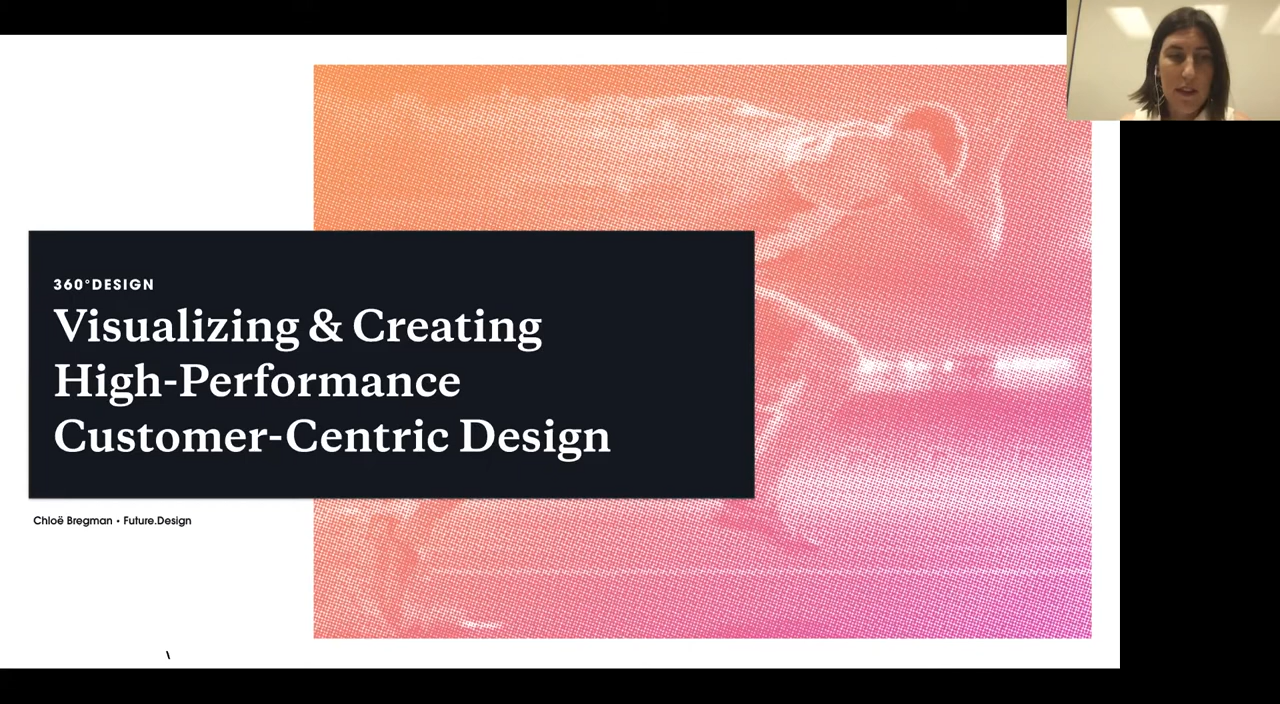 360°DESIGN
Visualizing & Creating
High-Performance
Customer-Centric Design
Chloë Bregman • Future.Design
\